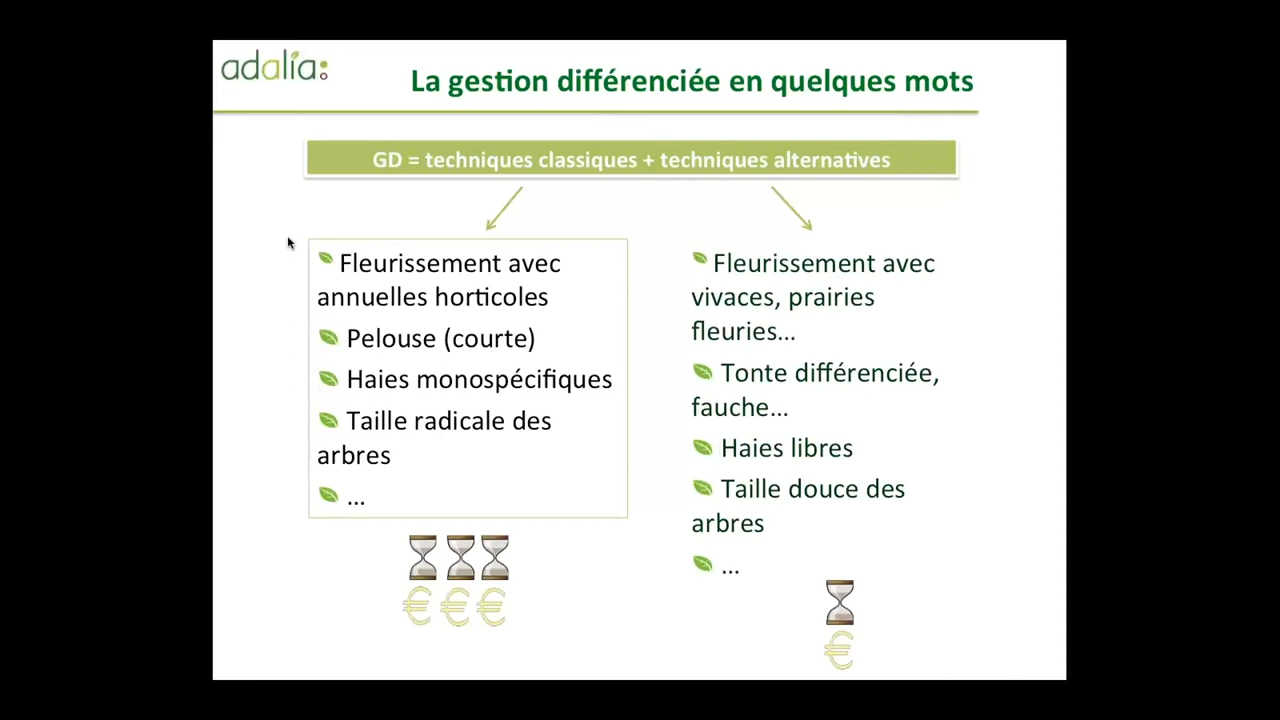 adalia
La gestion différenciée en quelques mots
GD = techniques classiques + techniques alternatives
Fleurissement avec
annuelles horticoles
Pelouse (courte)
Haies monospécifiques
Taille radicale des
arbres
...
€ € €
Fleurissement avec
vivaces, prairies
fleuries...
Tonte différenciée,
fauche...
Haies libres
Taille douce des
arbres
...
€